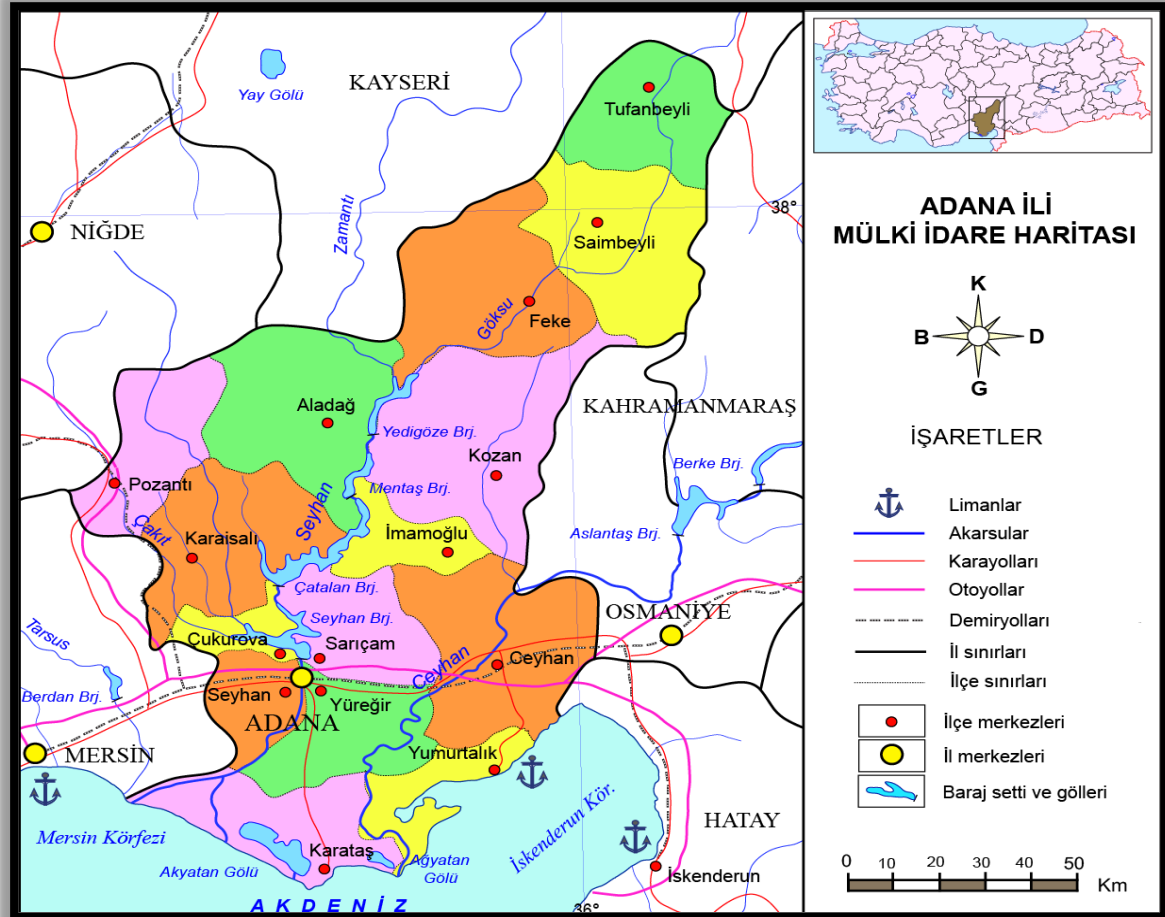 KAYSERİ
Yay Gölü
Tufanbeyli
38°
NİĞDE
Zamantı
Saimbeyli
Göksu
Feke
Aladağ
KAHRAMANMARAŞ
Yedigöze Brj.
Kozan
Berke Brj.
Pozantı
Mentaş Brj.
Çakıt
Seyhan
Karaisalı
İmamoğlu
Aslantaş Brj.
Çatalan Brj.
Seyhan Brj.
OSMANİYE
Tarsus
Cukurova
Sarıçam
Ceyhan
Ceyhan
Berdan Brj.
Seyhan
Yüreğir
ADANA
MERSİN
Yumurtalık
Mersin Körfezi
İskenderun Kör.
HATAY
Karataş
Akyatan Gölü
Ağyatan
Gölü
İskenderun
AKDENİZ
36°
ADANA İLİ
MÜLKİ İDARE HARİTASI
K
B
D
G
İŞARETLER
Limanlar
Akarsular
Karayolları
Otoyollar
Demiryolları
İl sınırları
İlçe sınırları
İlçe merkezleri
İl merkezleri
Baraj setti ve gölleri
0 10 20 30 40 50
Km